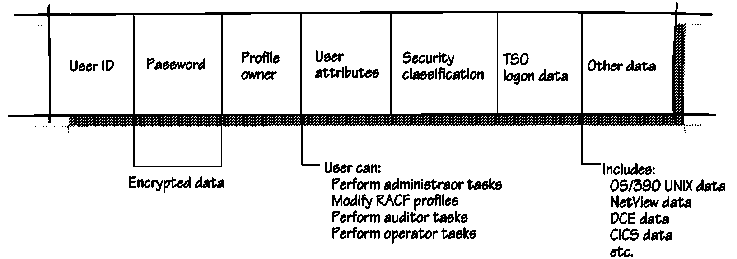 User ID
Password
Profile
owner
User
attributes
Security
classification
TSO
logon data
Other data
Encrypted data
User can:
Perform administraor tasks
Modify RACF profiles
Perform auditor tasks
Perform operator tasks
Includes:
OS/390 UNIX data
NetView data
DCE data
CICS data
etc.